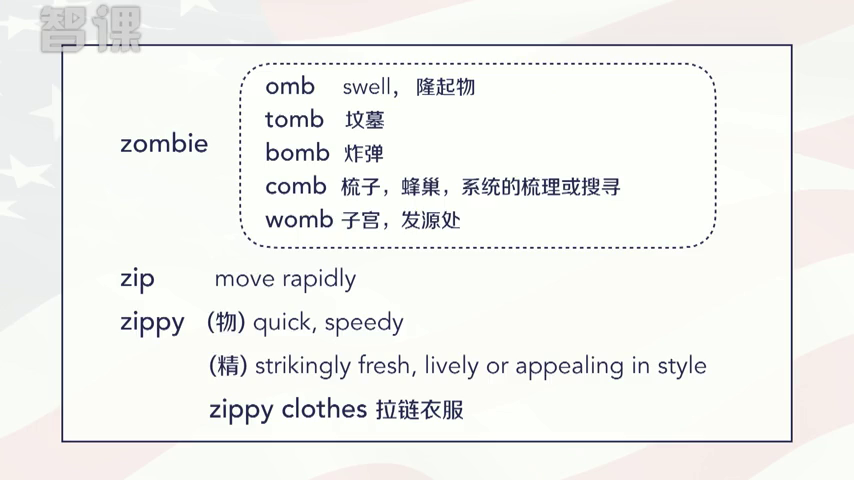 智课
omb swell， 隆起物
tomb 坟墓
zombie
bomb 炸弹
comb 梳子，蜂巢，系统的梳理或搜寻
womb 子宫，发源处
zip move rapidly
zippy (物) quick, speedy
(精) strikingly fresh, lively or appealing in style
zippy clothes 拉链衣服